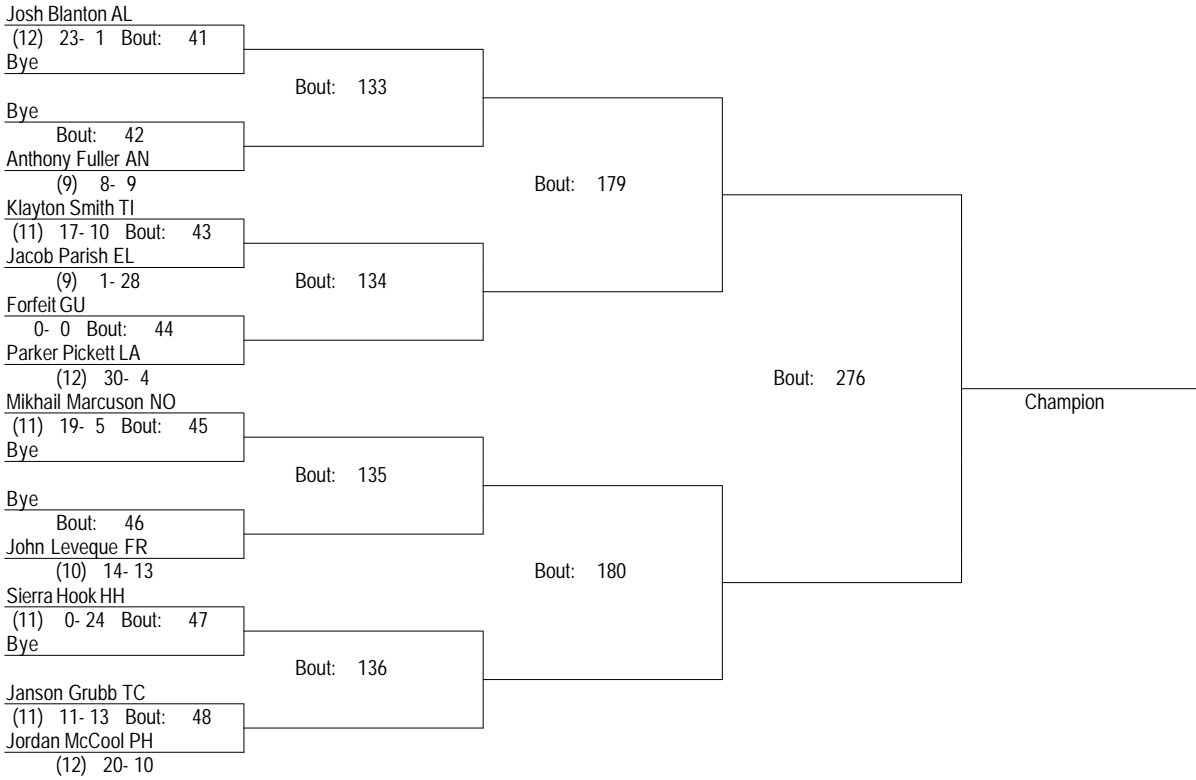 Josh Blanton AL
(12) 23- 1 Bout: 41
Bye
Bout: 133
Bye
Bout: 42
Anthony Fuller AN
(9) 8- 9
Bout: 179
Klayton Smith TI
(11) 17- 10 Bout: 43
Jacob Parish EL
(9) 1- 28
Bout: 134
Forfeit GU
0- 0 Bout: 44
Parker Pickett LA
(12) 30- 4
Bout: 276
Champion
Mikhail Marcuson NO
(11) 19- 5 Bout: 45
Bye
Bout: 135
Bye
Bout: 46
John Leveque FR
(10) 14- 13
Bout: 180
Sierra Hook HH
(11) 0- 24 Bout: 47
Bye
Bout: 136
Janson Grubb TC
(11) 11- 13 Bout: 48
Jordan McCool PH
(12) 20- 10